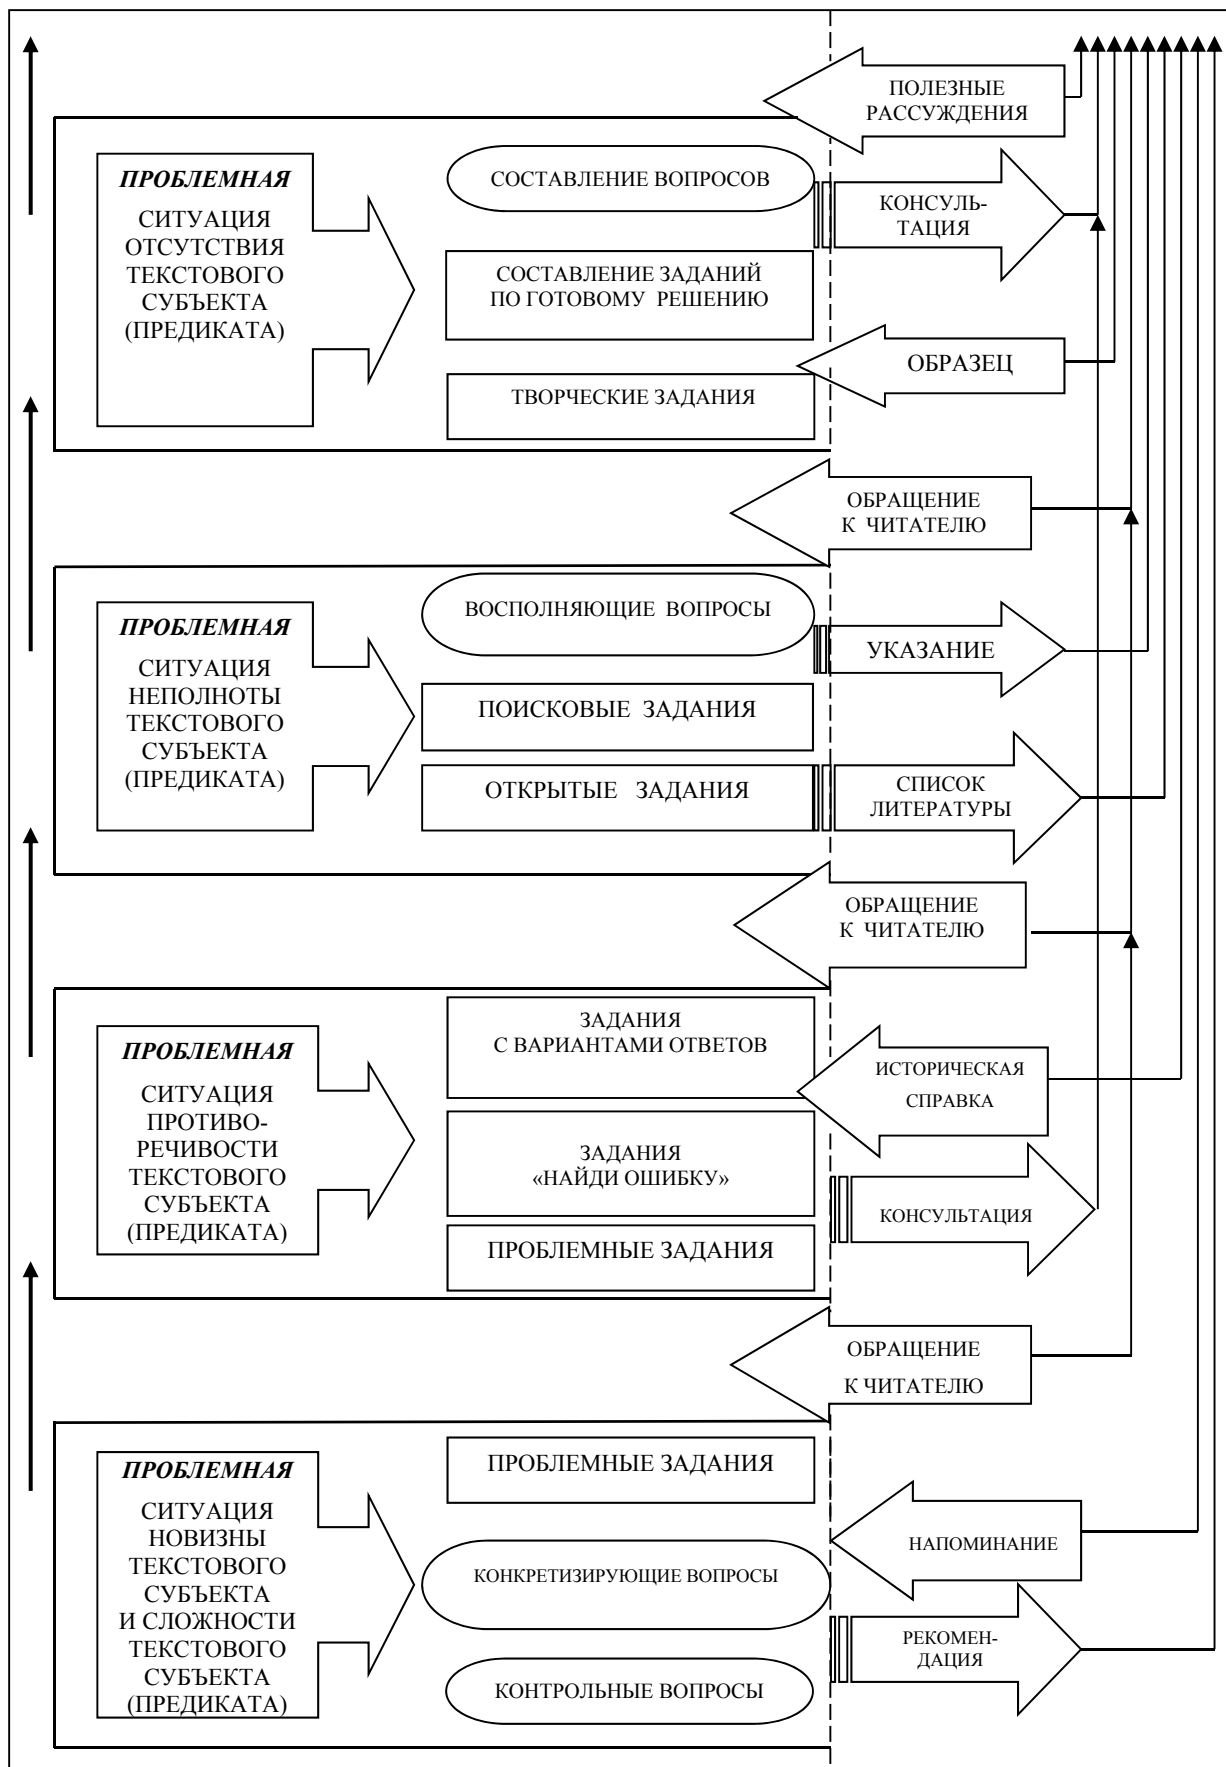 ПОЛЕЗНЫЕ
РАССУЖДЕНИЯ
ПРОБЛЕМНАЯ
СИТУАЦИЯ
ОТСУТСТВИЯ
ТЕКСТОВОГО
СУБЪЕКТА
(ПРЕДИКАТА)
СОСТАВЛЕНИЕ ВОПРОСОВ
КОНСУЛЬ-
ТАЦИЯ
СОСТАВЛЕНИЕ ЗАДАНИЙ
ПО ГОТОВОМУ РЕШЕНИЮ
ОБРАЗЕЦ
ТВОРЧЕСКИЕ ЗАДАНИЯ
ОБРАЩЕНИЕ
К ЧИТАТЕЛЮ
ПРОБЛЕМНАЯ
СИТУАЦИЯ
НЕПОЛНОТЫ
ТЕКСТОВОГО
СУБЪЕКТА
(ПРЕДИКАТА)
ВОСПОЛНЯЮЩИЕ ВОПРОСЫ
УКАЗАНИЕ
ПОИСКОВЫЕ ЗАДАНИЯ
ОТКРЫТЫЕ ЗАДАНИЯ
СПИСОК
ЛИТЕРАТУРЫ
ОБРАЩЕНИЕ
К ЧИТАТЕЛЮ
ПРОБЛЕМНАЯ
СИТУАЦИЯ
ПРОТИВО-
РЕЧИВОСТИ
ТЕКСТОВОГО
СУБЪЕКТА
(ПРЕДИКАТА)
ЗАДАНИЯ
С ВАРИАНТАМИ ОТВЕТОВ
ИСТОРИЧЕСКАЯ
СПРАВКА
ЗАДАНИЯ
«НАЙДИ ОШИБКУ»
КОНСУЛЬТАЦИЯ
ПРОБЛЕМНЫЕ ЗАДАНИЯ
ОБРАЩЕНИЕ
К ЧИТАТЕЛЮ
ПРОБЛЕМНАЯ
СИТУАЦИЯ
НОВИЗНЫ
ТЕКСТОВОГО
СУБЪЕКТА
И СЛОЖНОСТИ
ТЕКСТОВОГО
СУБЪЕКТА
(ПРЕДИКАТА)
ПРОБЛЕМНЫЕ ЗАДАНИЯ
НАПОМИНАНИЕ
КОНКРЕТИЗИРУЮЩИЕ ВОПРОСЫ
РЕКОМЕН-
ДАЦИЯ
КОНТРОЛЬНЫЕ ВОПРОСЫ